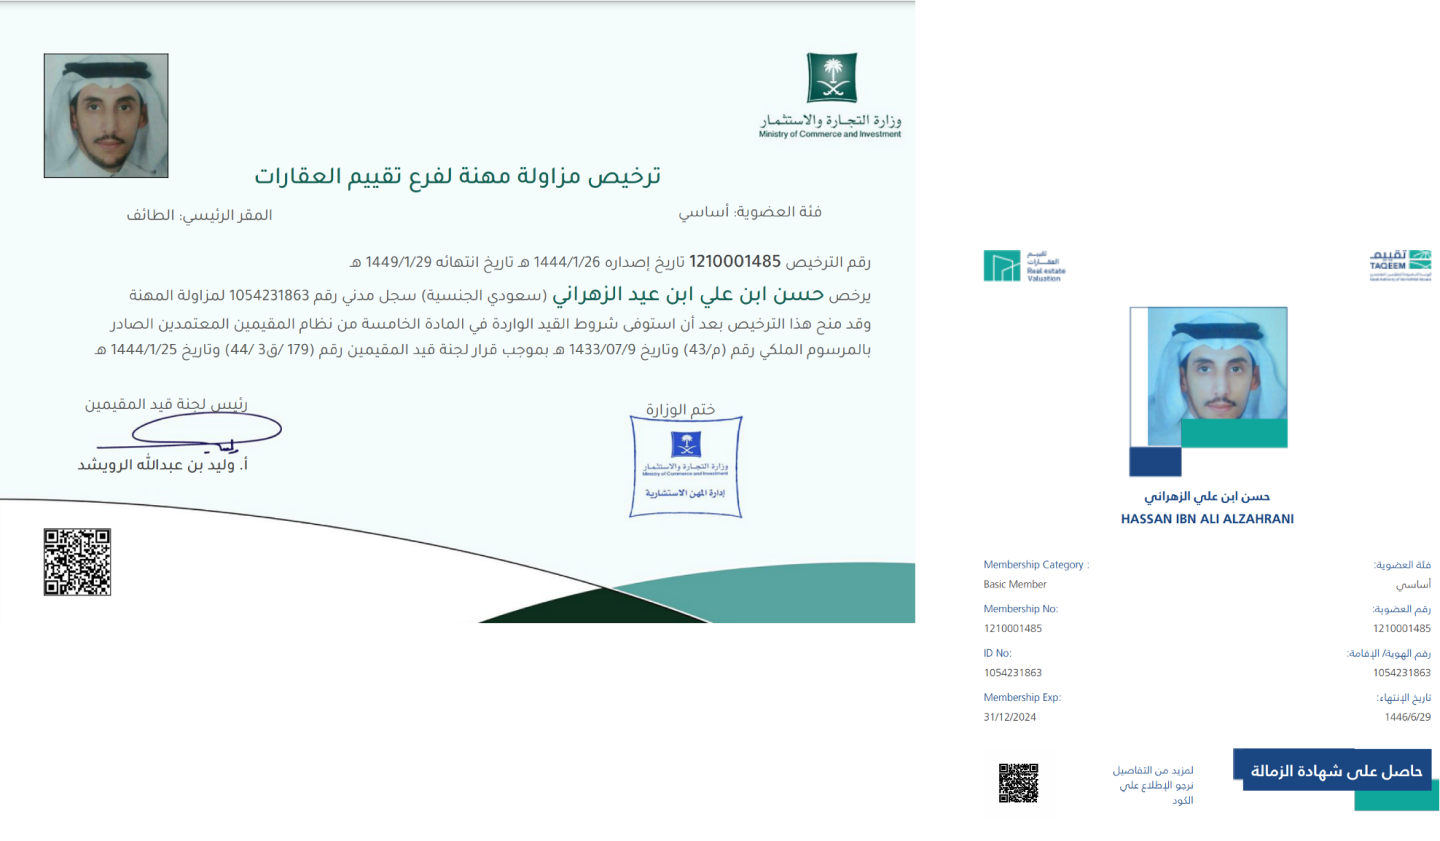 وزارة التجارة والاستثمار
Ministry of Commerce and Investment
ترخيص مزاولة مهنة لفرع تقييم العقارات
فئة العضوية: أساسي
المقر الرئيسي: الطائف
رقم الترخيص 1210001485 تاريخ إصداره 1444/1/26 هـ تاريخ انتهائه 1449/1/29 هـ
يرخص حسن ابن علي ابن عيد الزهراني (سعودي الجنسية) سجل مدني رقم 1054231863 لمزاولة المهنة
وقد منح هذا الترخيص بعد أن استوفى شروط القيد الواردة في المادة الخامسة من نظام المقيمين المعتمدين الصادر
بالمرسوم الملكي رقم (م/43) وتاريخ 1433/07/9 هـ بموجب قرار لجنة قيد المقيمين رقم (179 /ق3 /44) وتاريخ 1444/1/25 هـ
ختم الوزارة
وزارة التجارة والاستثمار
Ministry of Commerce and Investment
إدارة المهن الاستشارية
رئيس لجنة قيد المقيمين
أ. وليد بن عبدالله الرويشد
تقييم
العقارات
Real estate
Valuation
تقييم
TAQEEM
حسن ابن علي الزهراني
HASSAN IBN ALI ALZAHRANI
Membership Category :
Basic Member
Membership No:
1210001485
ID No:
1054231863
Membership Exp:
31/12/2024
فئة العضوية:
أساسي
رقم العضوية:
1210001485
رقم الهوية/ الإقامة:
1054231863
تاريخ الإنتهاء:
1446/6/29
لمزيد من التفاصيل
نرجو الإطلاع علي
الكود
حاصل على شهادة الزمالة